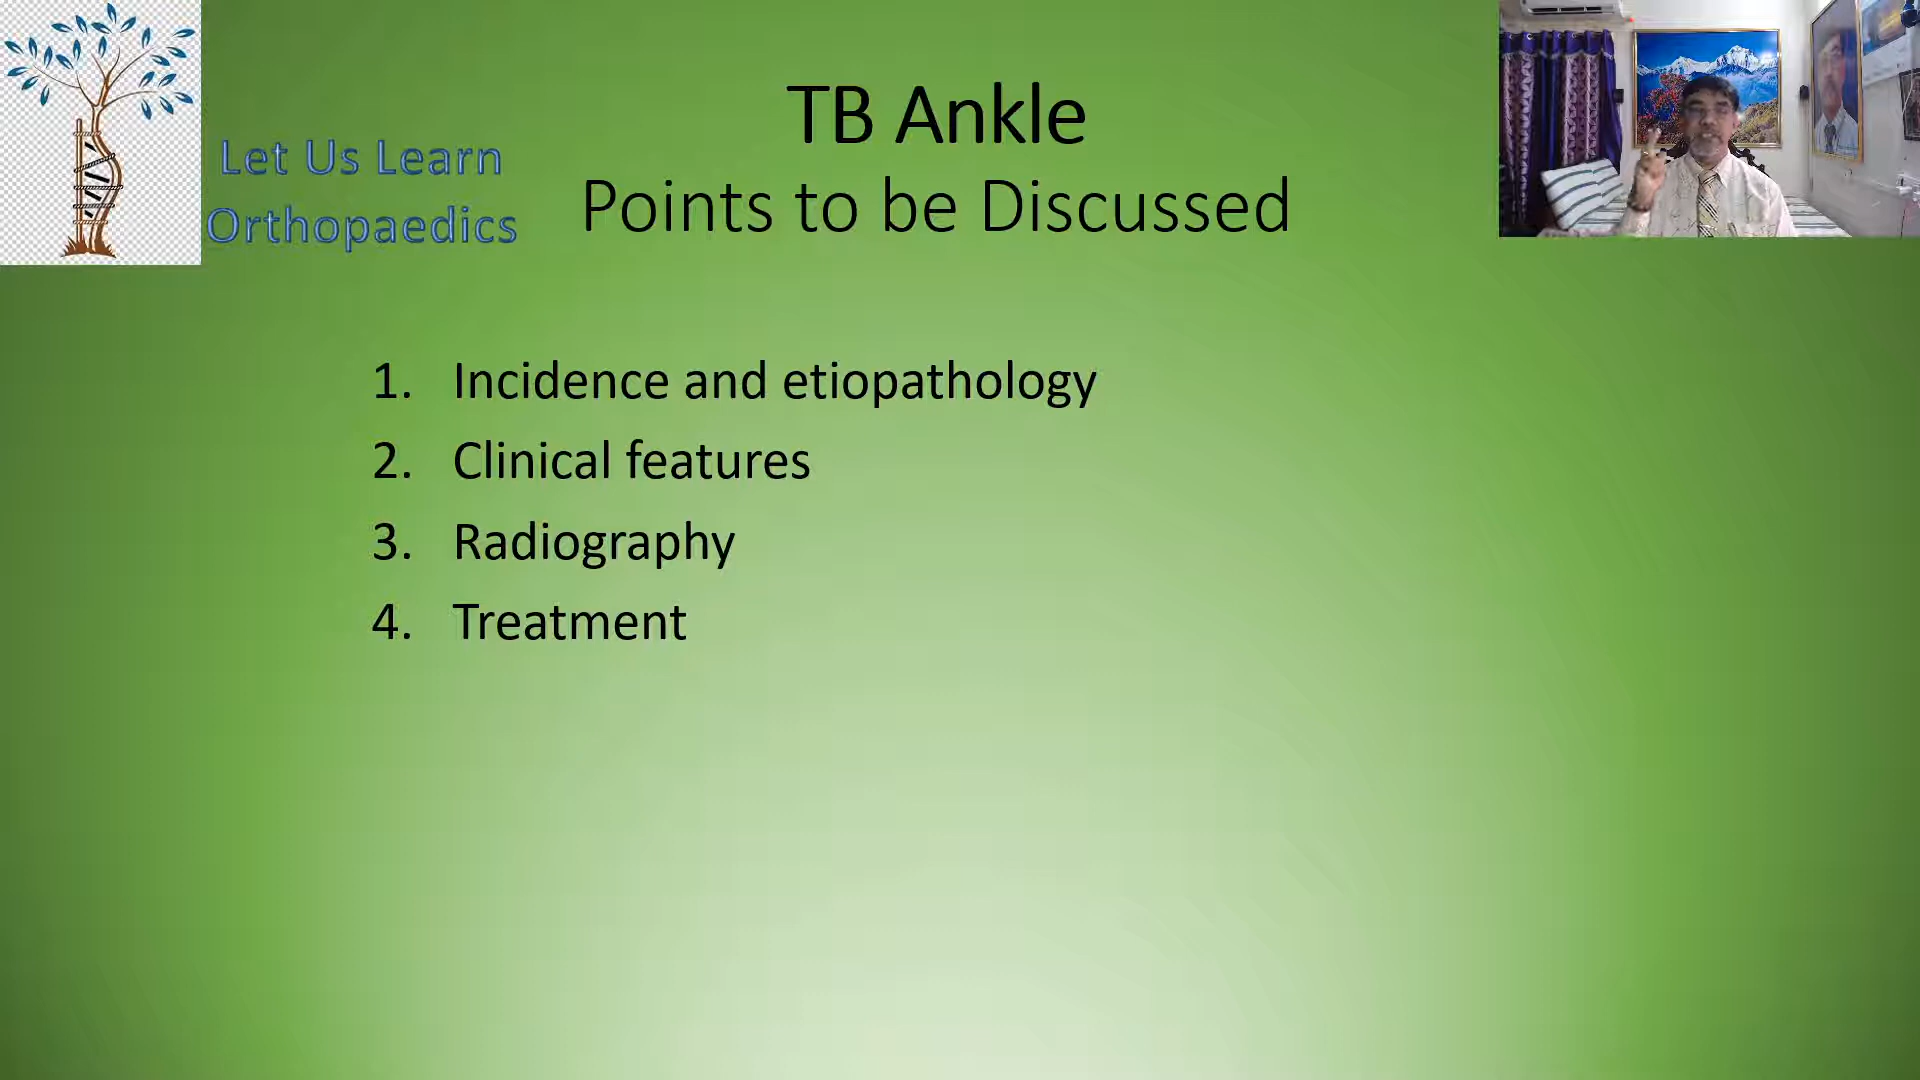 Let Us Learn
Orthopaedics
TB Ankle
Points to be Discussed
1. Incidence and etiopathology
2. Clinical features
3. Radiography
4. Treatment